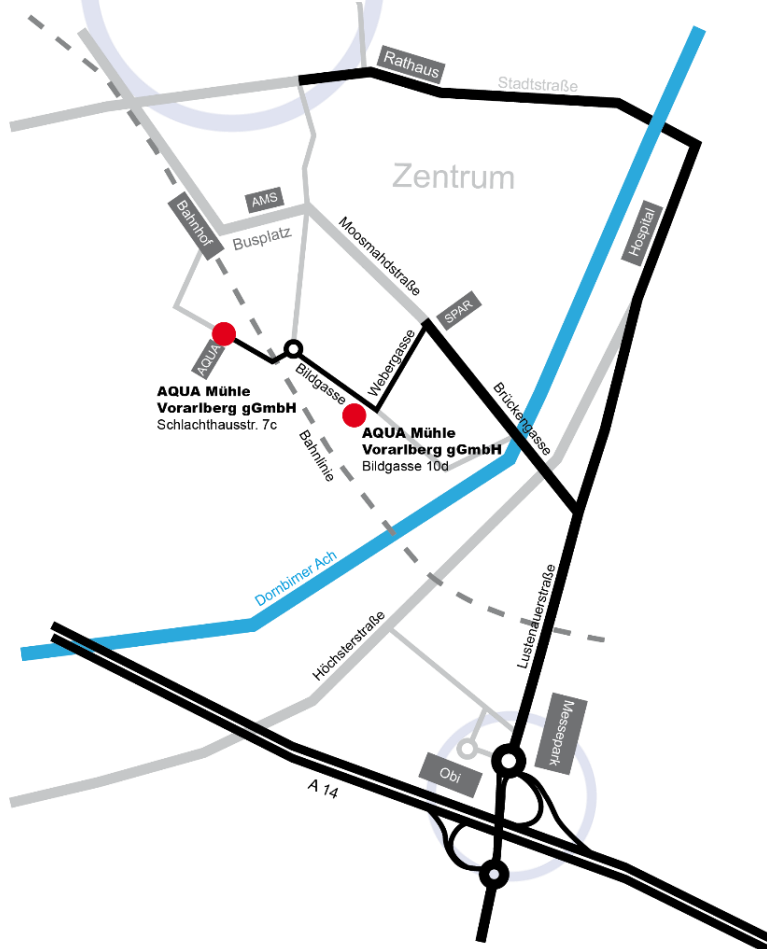 Rathaus
Stadtstraße
Zentrum
AMS
Bahnhof
Busplatz
Hospital
Moosmahdstraße
SPAR
AQUA
Bildgasse
Webergasse
Brückengasse
AQUA Mühle
Vorarlberg gGmbH
Schlachthausstr. 7c
AQUA Mühle
Vorarlberg gGmbH
Bildgasse 10d
Bahnlinie
Dornbirner Ach
Höchsterstraße
Lustenauerstraße
Messepark
Obi
A 14